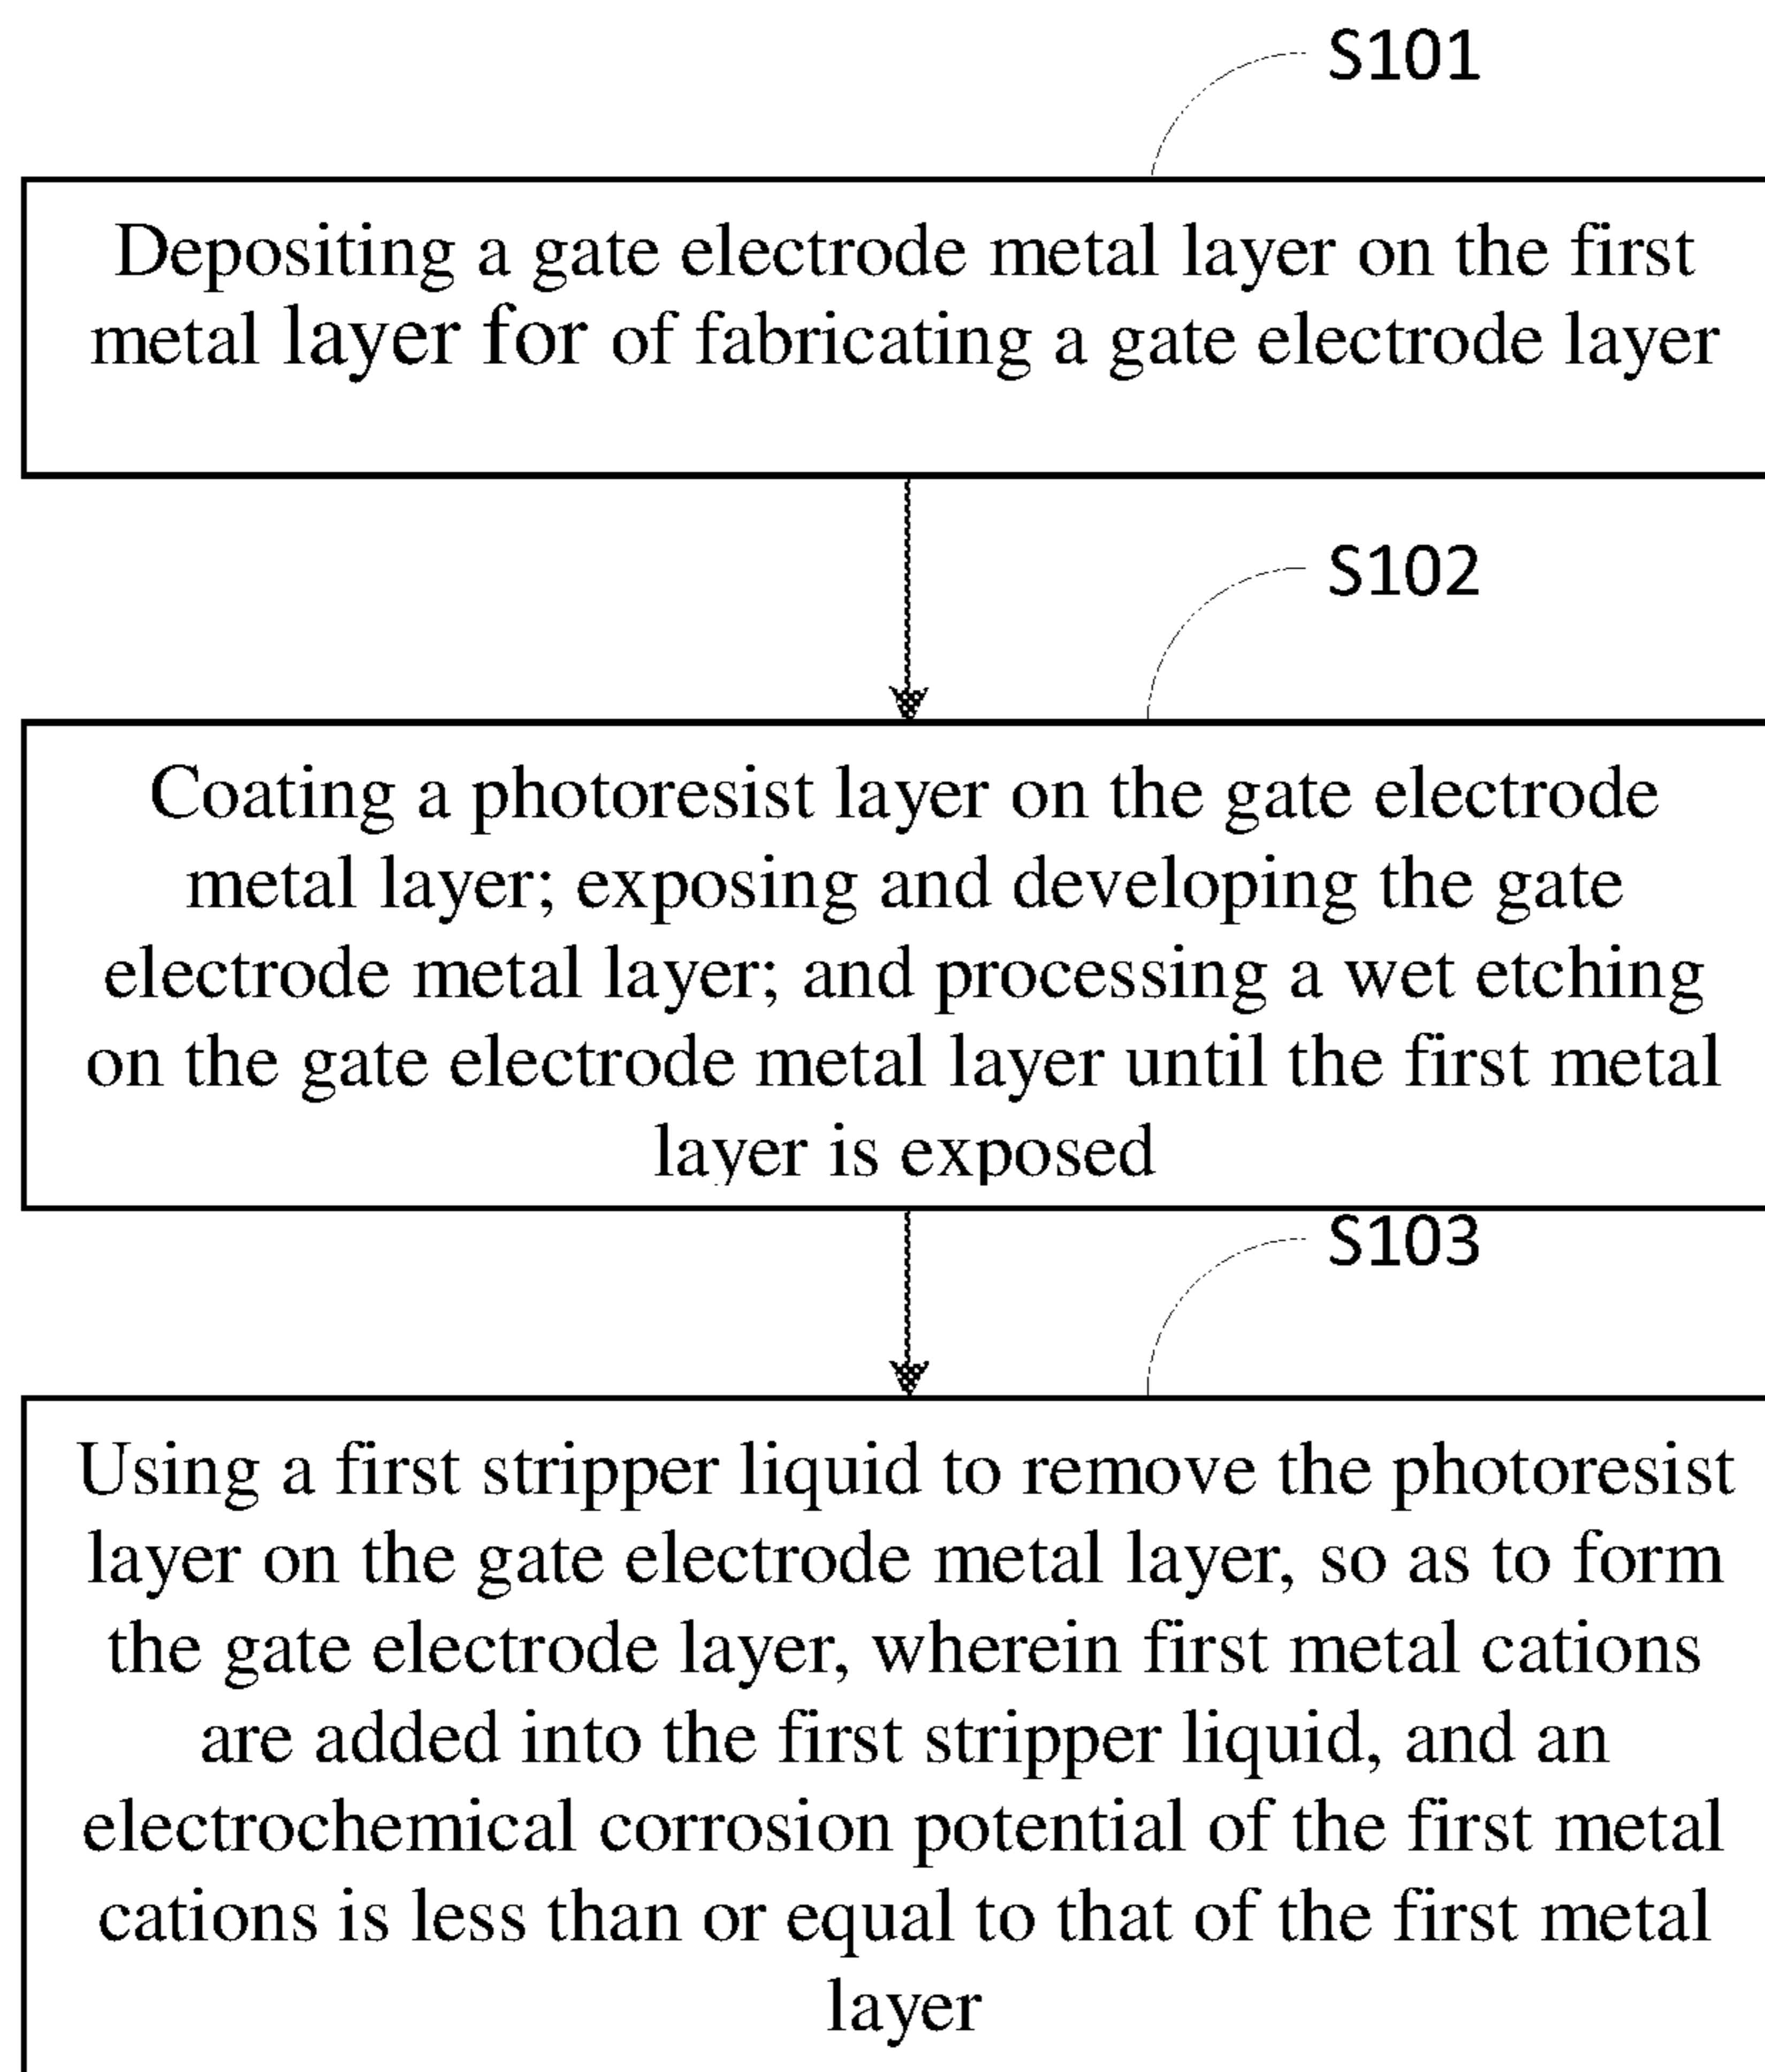 S101
Depositing a gate electrode metal layer on the first
metal layer for of fabricating a gate electrode layer
S102
Coating a photoresist layer on the gate electrode
metal layer; exposing and developing the gate
electrode metal layer; and processing a wet etching
on the gate electrode metal layer until the first metal
layer is exposed
S103
Using a first stripper liquid to remove the photoresist
layer on the gate electrode metal layer, so as to form
the gate electrode layer, wherein first metal cations
are added into the first stripper liquid, and an
electrochemical corrosion potential of the first metal
cations is less than or equal to that of the first metal
layer